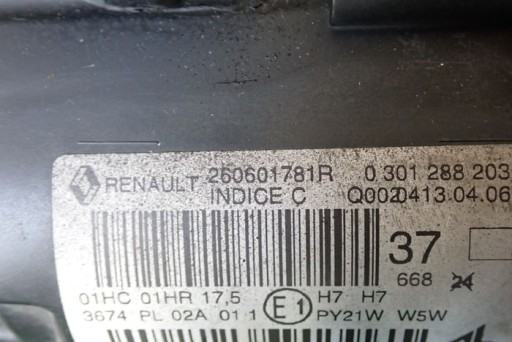 RENAULT 260601781R 0 301 288 203
INDICE C Q0020413.04.06
37
668 24
01HC 01HR 17,5 E1 H7 H7
3674 PL 02A 01 1 PY21W W5W